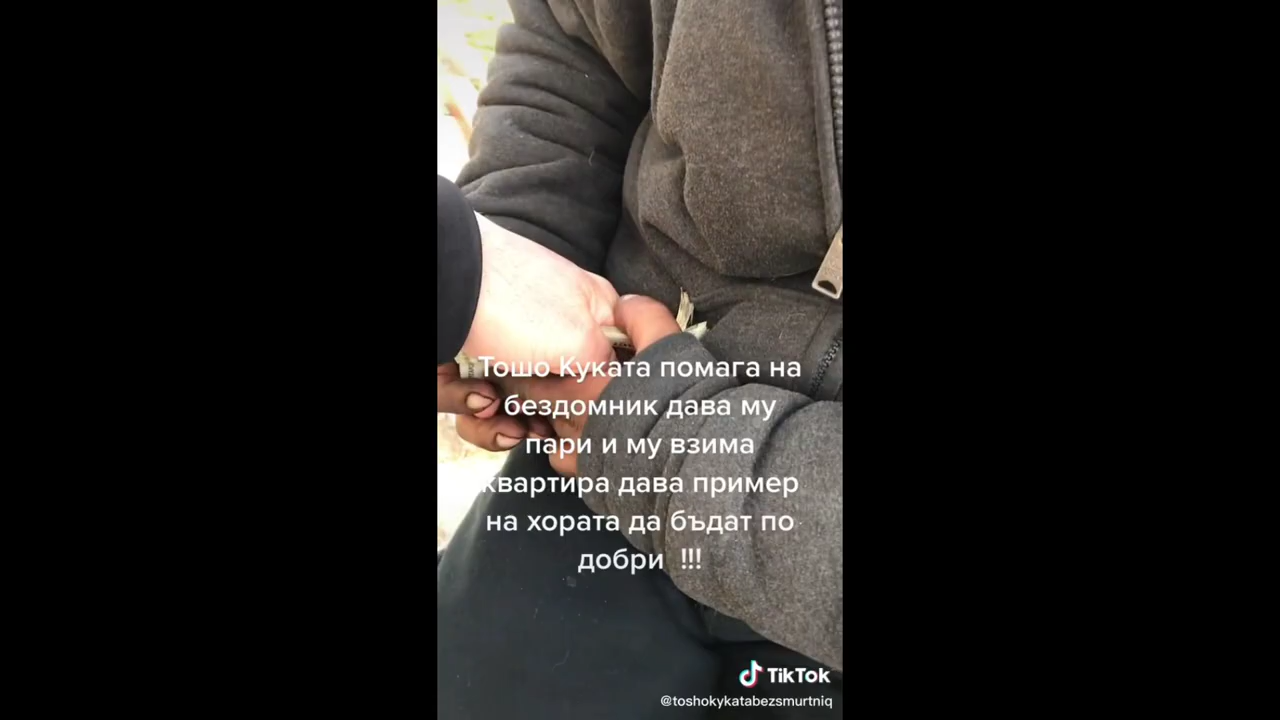 Тошо Куката помага на
бездомник дава му
пари и му взима
квартира дава пример
на хората да бъдат по
добри !!!
TikTok
@toshokykatabezsmurtniq